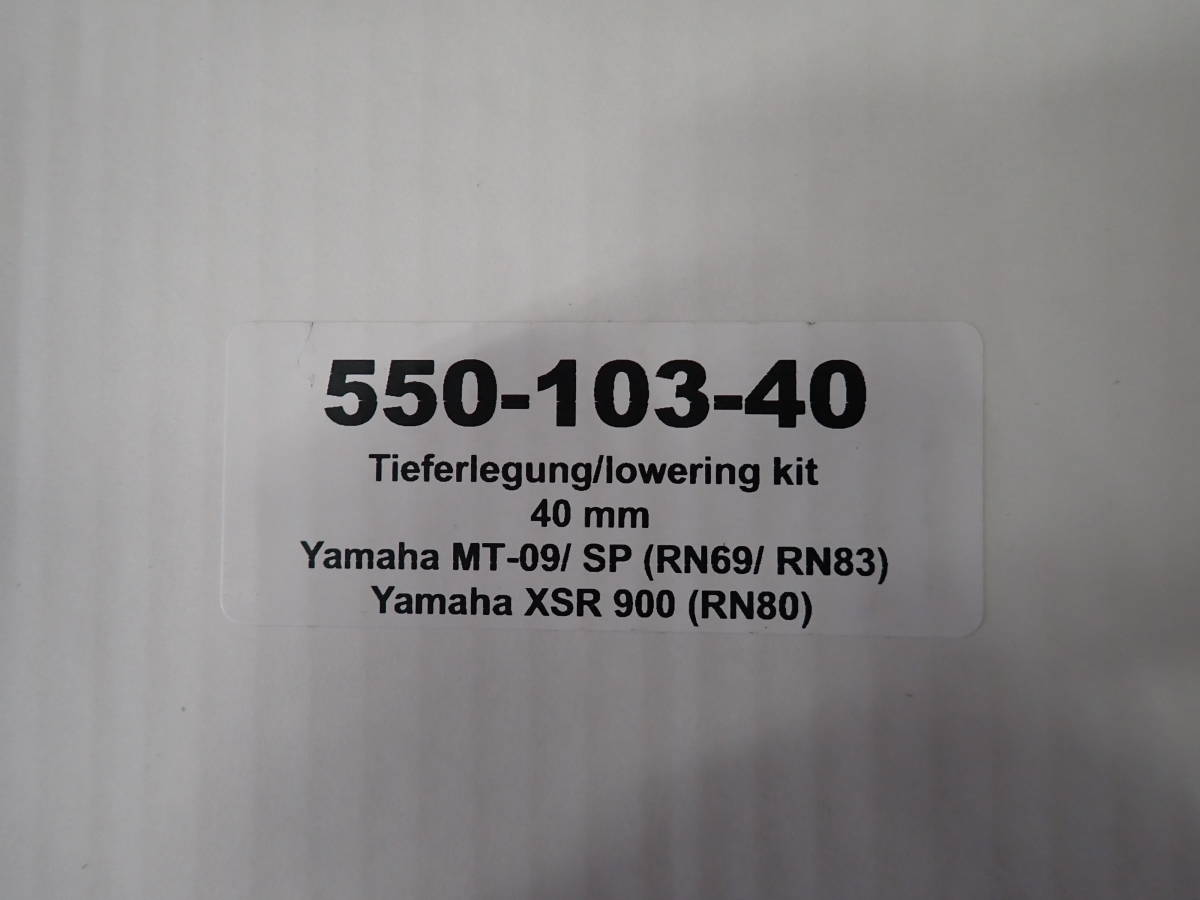 550-103-40
Tieferlegung/lowering kit
40 mm
Yamaha MT-09/ SP (RN69/ RN83)
Yamaha XSR 900 (RN80)